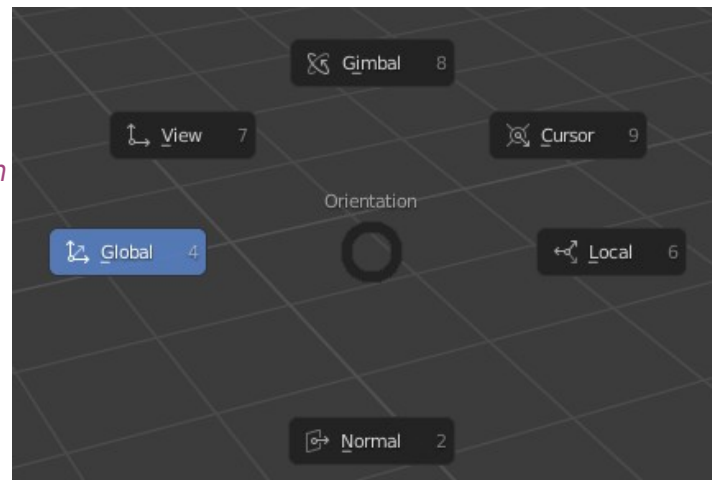 Gimbal 8
View 7
Cursor 9
n
Orientation
Global 4
Local 6
Normal 2